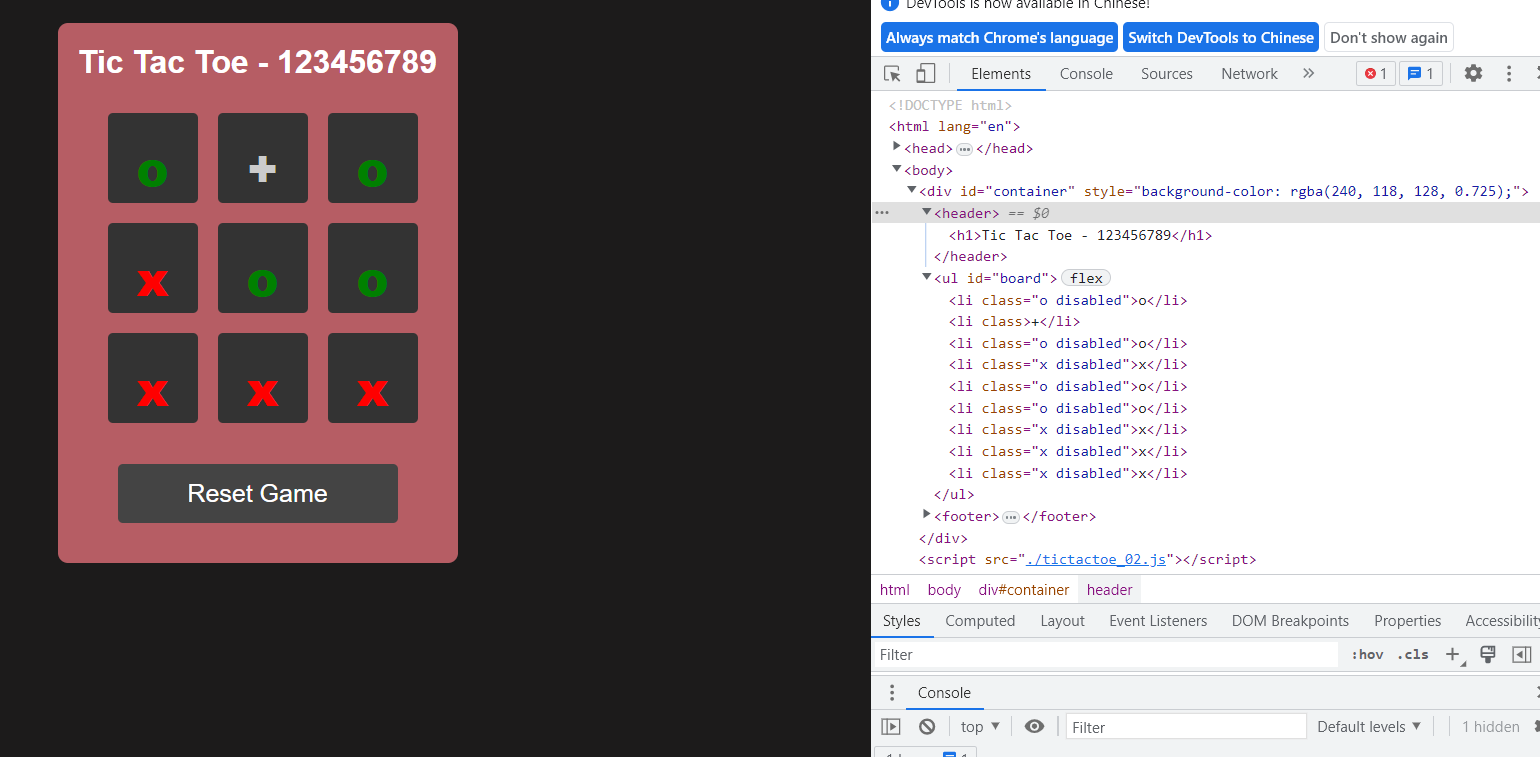 Tic Tac Toe - 123456789
o + o
x o o
x x x
Reset Game
DevTools is now available in Chinese!
Always match Chrome's language Switch DevTools to Chinese Don't show again
Elements Console Sources Network » 1 1
<!DOCTYPE html>
<html lang="en">
<head> ••• </head>
<body>
<div id="container" style="background-color: rgba(240, 118, 128, 0.725);">
••• <header> == $0
<h1>Tic Tac Toe - 123456789</h1>
</header>
<ul id="board"> flex
<li class="o disabled">o</li>
<li class>+</li>
<li class="o disabled">o</li>
<li class="x disabled">x</li>
<li class="o disabled">o</li>
<li class="o disabled">o</li>
<li class="x disabled">x</li>
<li class="x disabled">x</li>
<li class="x disabled">x</li>
</ul>
<footer> ••• </footer>
</div>
<script src="./tictactoe_02.js"></script>
html body div#container header
Styles Computed Layout Event Listeners DOM Breakpoints Properties Accessibility
Filter :hov .cls +
Console
top Filter Default levels 1 hidden